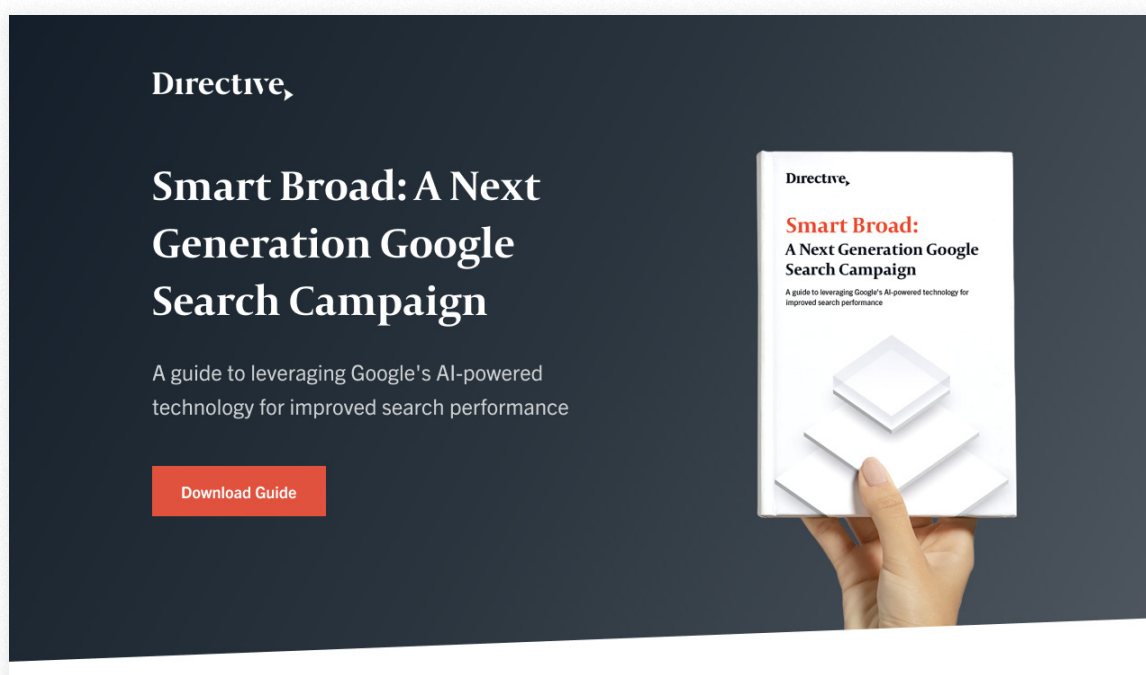 Directive
Smart Broad: A Next
Generation Google
Search Campaign
A guide to leveraging Google's AI-powered
technology for improved search performance
Download Guide
Directive
Smart Broad:
A Next Generation Google
Search Campaign
A guide to leveraging Google's AI-powered technology for
improved search performance